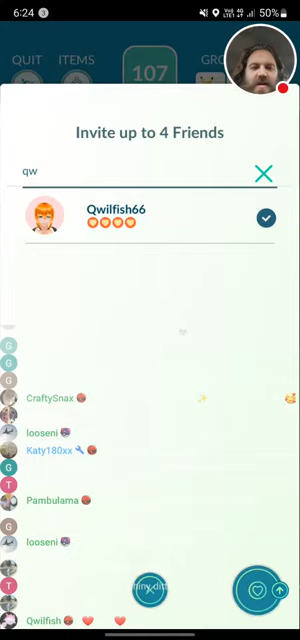 6:24
50%
QUIT
ITEMS
107
GRO
Invite up to 4 Friends
qw
Qwilfish66
G
G
G
CraftySnax
looseni
Katy180xx
G
T
Pambulama
G
looseni
T
Qwilfish